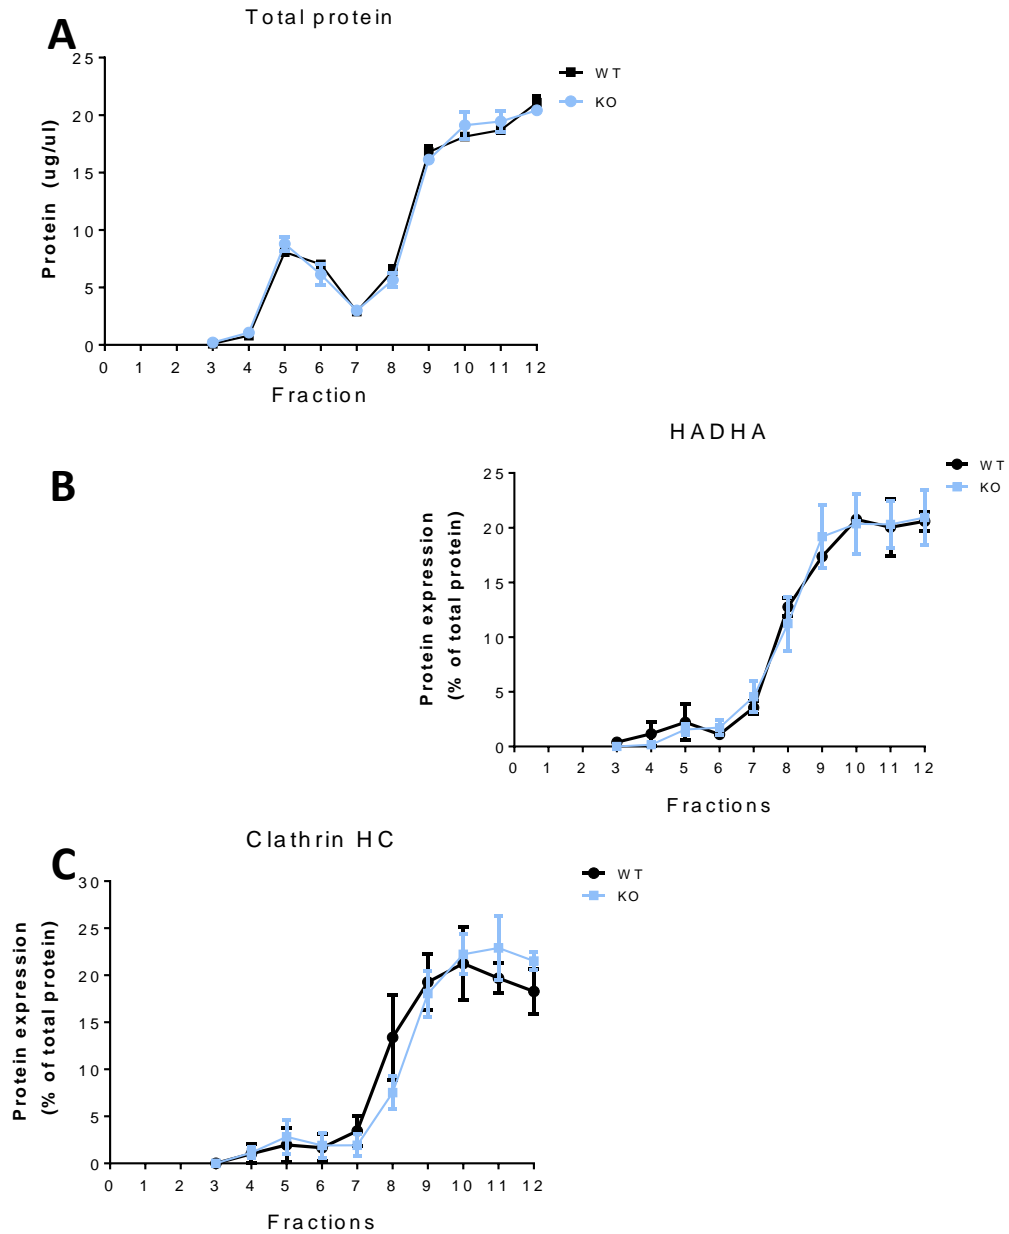 A
Total protein
25
20
15
10
5
0
Protein (ug/ul)
0 1 2 3 4 5 6 7 8 9 10 11 12
Fraction
WT
KO
B
HADHA
25
20
15
10
5
0
Protein expression
(% of total protein)
0 1 2 3 4 5 6 7 8 9 10 11 12
Fractions
WT
KO
C
Clathrin HC
30
25
20
15
10
5
0
Protein expression
(% of total protein)
0 1 2 3 4 5 6 7 8 9 10 11 12
Fractions
WT
KO